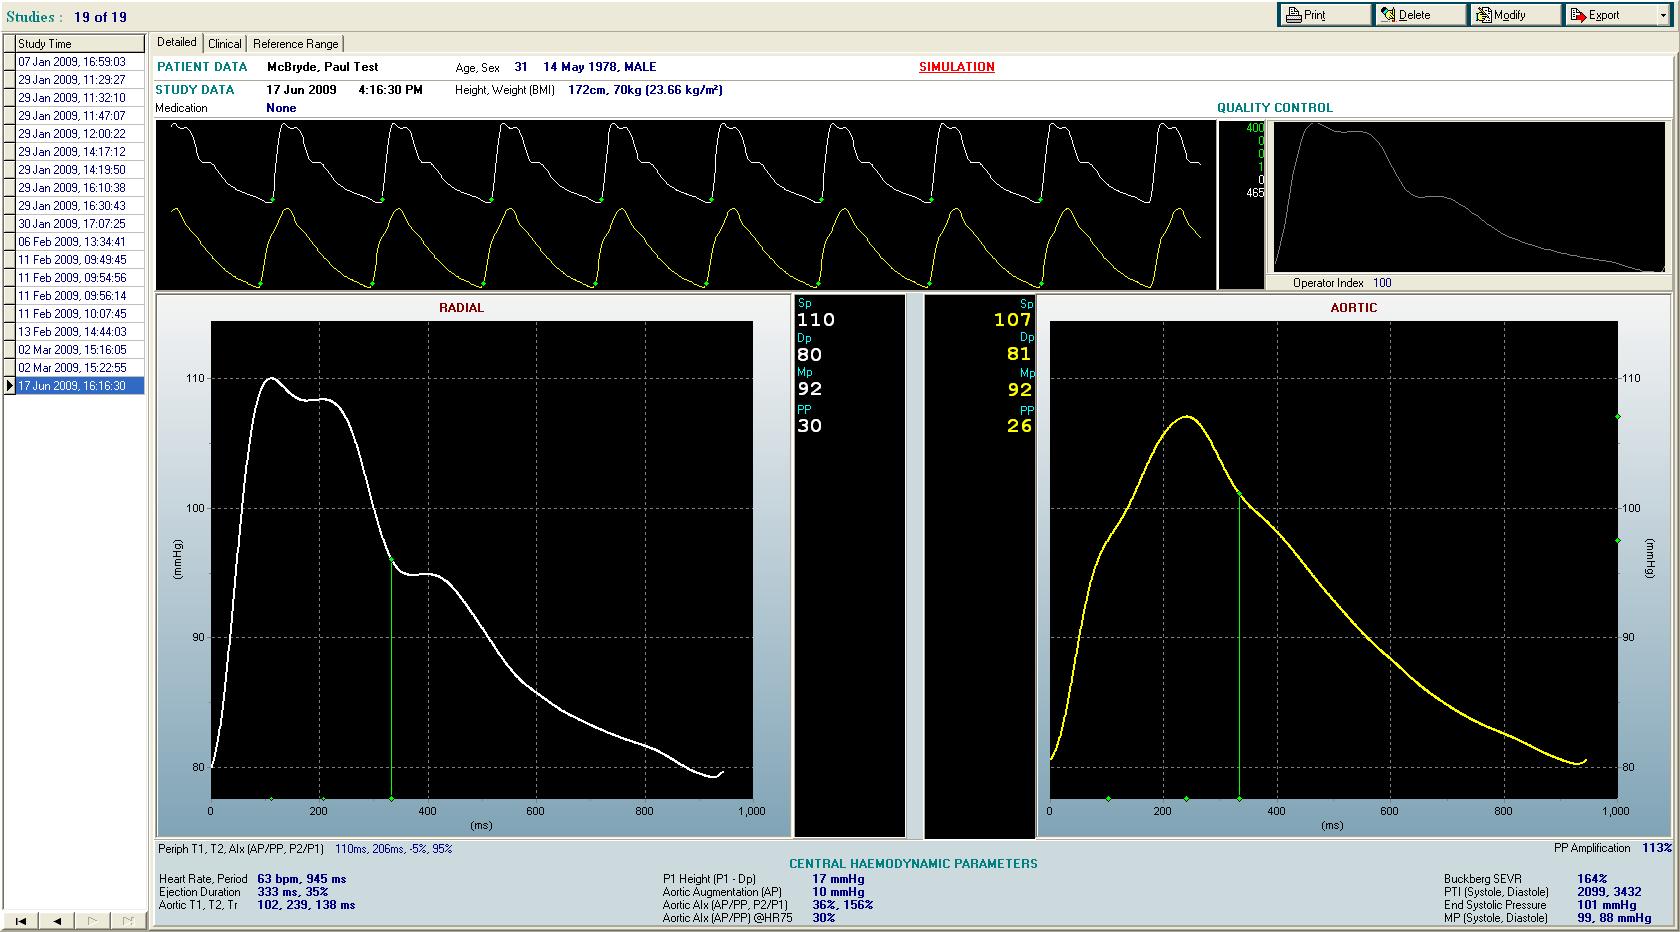 Studies : 19 of 19
Print Delete Modify Export
Study Time
07 Jan 2009, 16:59:03
29 Jan 2009, 11:29:27
29 Jan 2009, 11:32:10
29 Jan 2009, 11:47:07
29 Jan 2009, 12:00:22
29 Jan 2009, 14:17:12
29 Jan 2009, 14:19:50
29 Jan 2009, 16:10:38
29 Jan 2009, 16:30:43
30 Jan 2009, 17:07:25
06 Feb 2009, 13:34:41
11 Feb 2009, 09:49:45
11 Feb 2009, 09:54:56
11 Feb 2009, 09:56:14
11 Feb 2009, 10:07:45
13 Feb 2009, 14:44:03
02 Mar 2009, 15:16:05
02 Mar 2009, 15:22:55
17 Jun 2009, 16:16:30
Detailed Clinical Reference Range
PATIENT DATA McBryde, Paul Test Age, Sex 31 14 May 1978, MALE SIMULATION
STUDY DATA 17 Jun 2009 4:16:30 PM Height, Weight (BMI) 172cm, 70kg (23.66 kg/m²)
Medication None
QUALITY CONTROL
400
0
0
1
0
465
Operator Index 100
RADIAL
110
100
90
80
(mmHg)
0 200 400 600 800 1,000
(ms)
Sp
110
Dp
80
Mp
92
PP
30
Sp
107
Dp
81
Mp
92
PP
26
AORTIC
110
100
90
80
(mmHg)
0 200 400 600 800 1,000
(ms)
Periph T1, T2, AIx (AP/PP, P2/P1) 110ms, 206ms, -5%, 95%
PP Amplification 113%
CENTRAL HAEMODYNAMIC PARAMETERS
Heart Rate, Period 63 bpm, 945 ms
Ejection Duration 333 ms, 35%
Aortic T1, T2, Tr 102, 239, 138 ms
P1 Height (P1 - Dp) 17 mmHg
Aortic Augmentation (AP) 10 mmHg
Aortic AIx (AP/PP, P2/P1) 36%, 156%
Aortic AIx (AP/PP) @HR75 30%
Buckberg SEVR 164%
PTI (Systole, Diastole) 2099, 3432
End Systolic Pressure 101 mmHg
MP (Systole, Diastole) 99, 88 mmHg